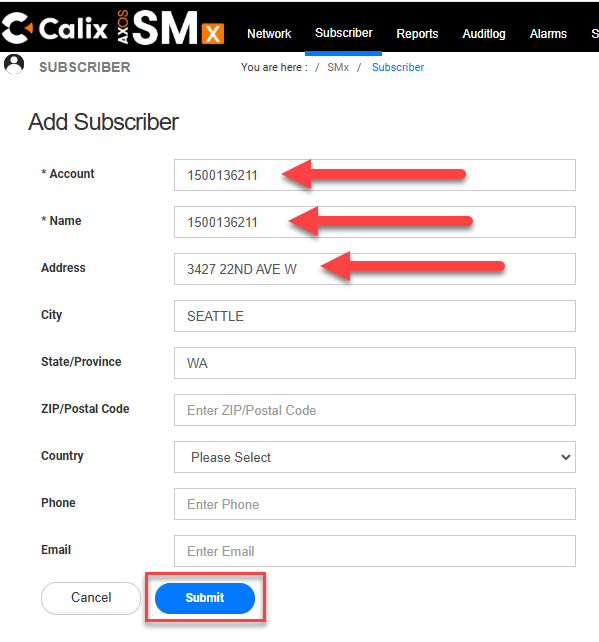 Calix AXOS SMx Network Subscriber Reports Auditlog Alarms S
SUBSCRIBER You are here : / SMx / Subscriber
Add Subscriber
* Account 1500136211
* Name 1500136211
Address 3427 22ND AVE W
City SEATTLE
State/Province WA
ZIP/Postal Code Enter ZIP/Postal Code
Country Please Select
Phone Enter Phone
Email Enter Email
Cancel Submit